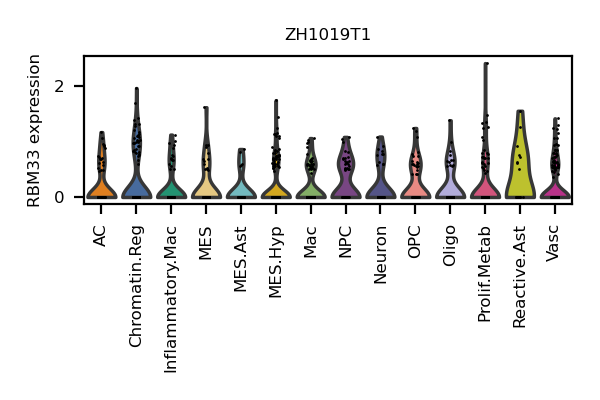 ZH1019T1
RBM33 expression
2
0
AC
Chromatin.Reg
Inflammatory.Mac
MES
MES.Ast
MES.Hyp
Mac
NPC
Neuron
OPC
Oligo
Prolif.Metab
Reactive.Ast
Vasc